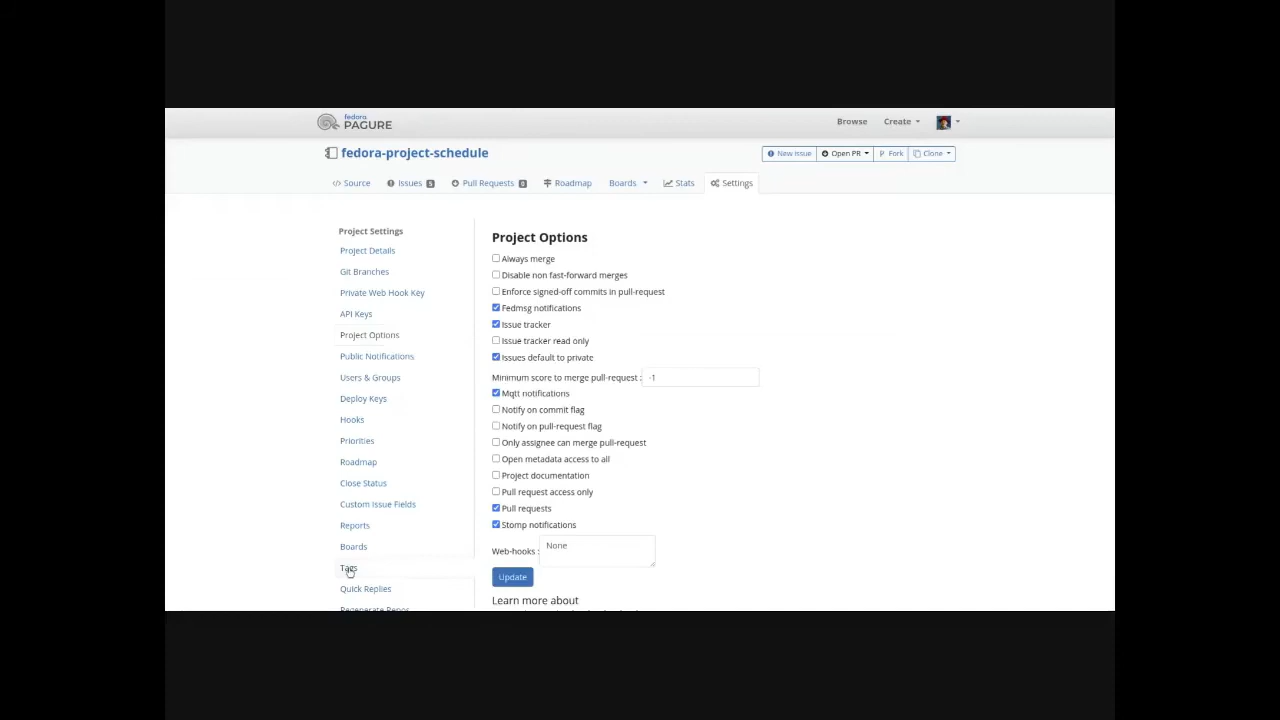 fedora
PAGURE
Browse
Create
fedora-project-schedule
New Issue
Open PR
Fork
Clone
Source
Issues 5
Pull Requests 0
Roadmap
Boards
Stats
Settings
Project Settings
Project Details
Git Branches
Private Web Hook Key
API Keys
Project Options
Public Notifications
Users & Groups
Deploy Keys
Hooks
Priorities
Roadmap
Close Status
Custom Issue Fields
Reports
Boards
Tags
Quick Replies
Regenerate Repos
Project Options
Always merge
Disable non fast-forward merges
Enforce signed-off commits in pull-request
Fedmsg notifications
Issue tracker
Issue tracker read only
Issues default to private
Minimum score to merge pull-request : -1
Mqtt notifications
Notify on commit flag
Notify on pull-request flag
Only assignee can merge pull-request
Open metadata access to all
Project documentation
Pull request access only
Pull requests
Stomp notifications
Web-hooks : None
Update
Learn more about